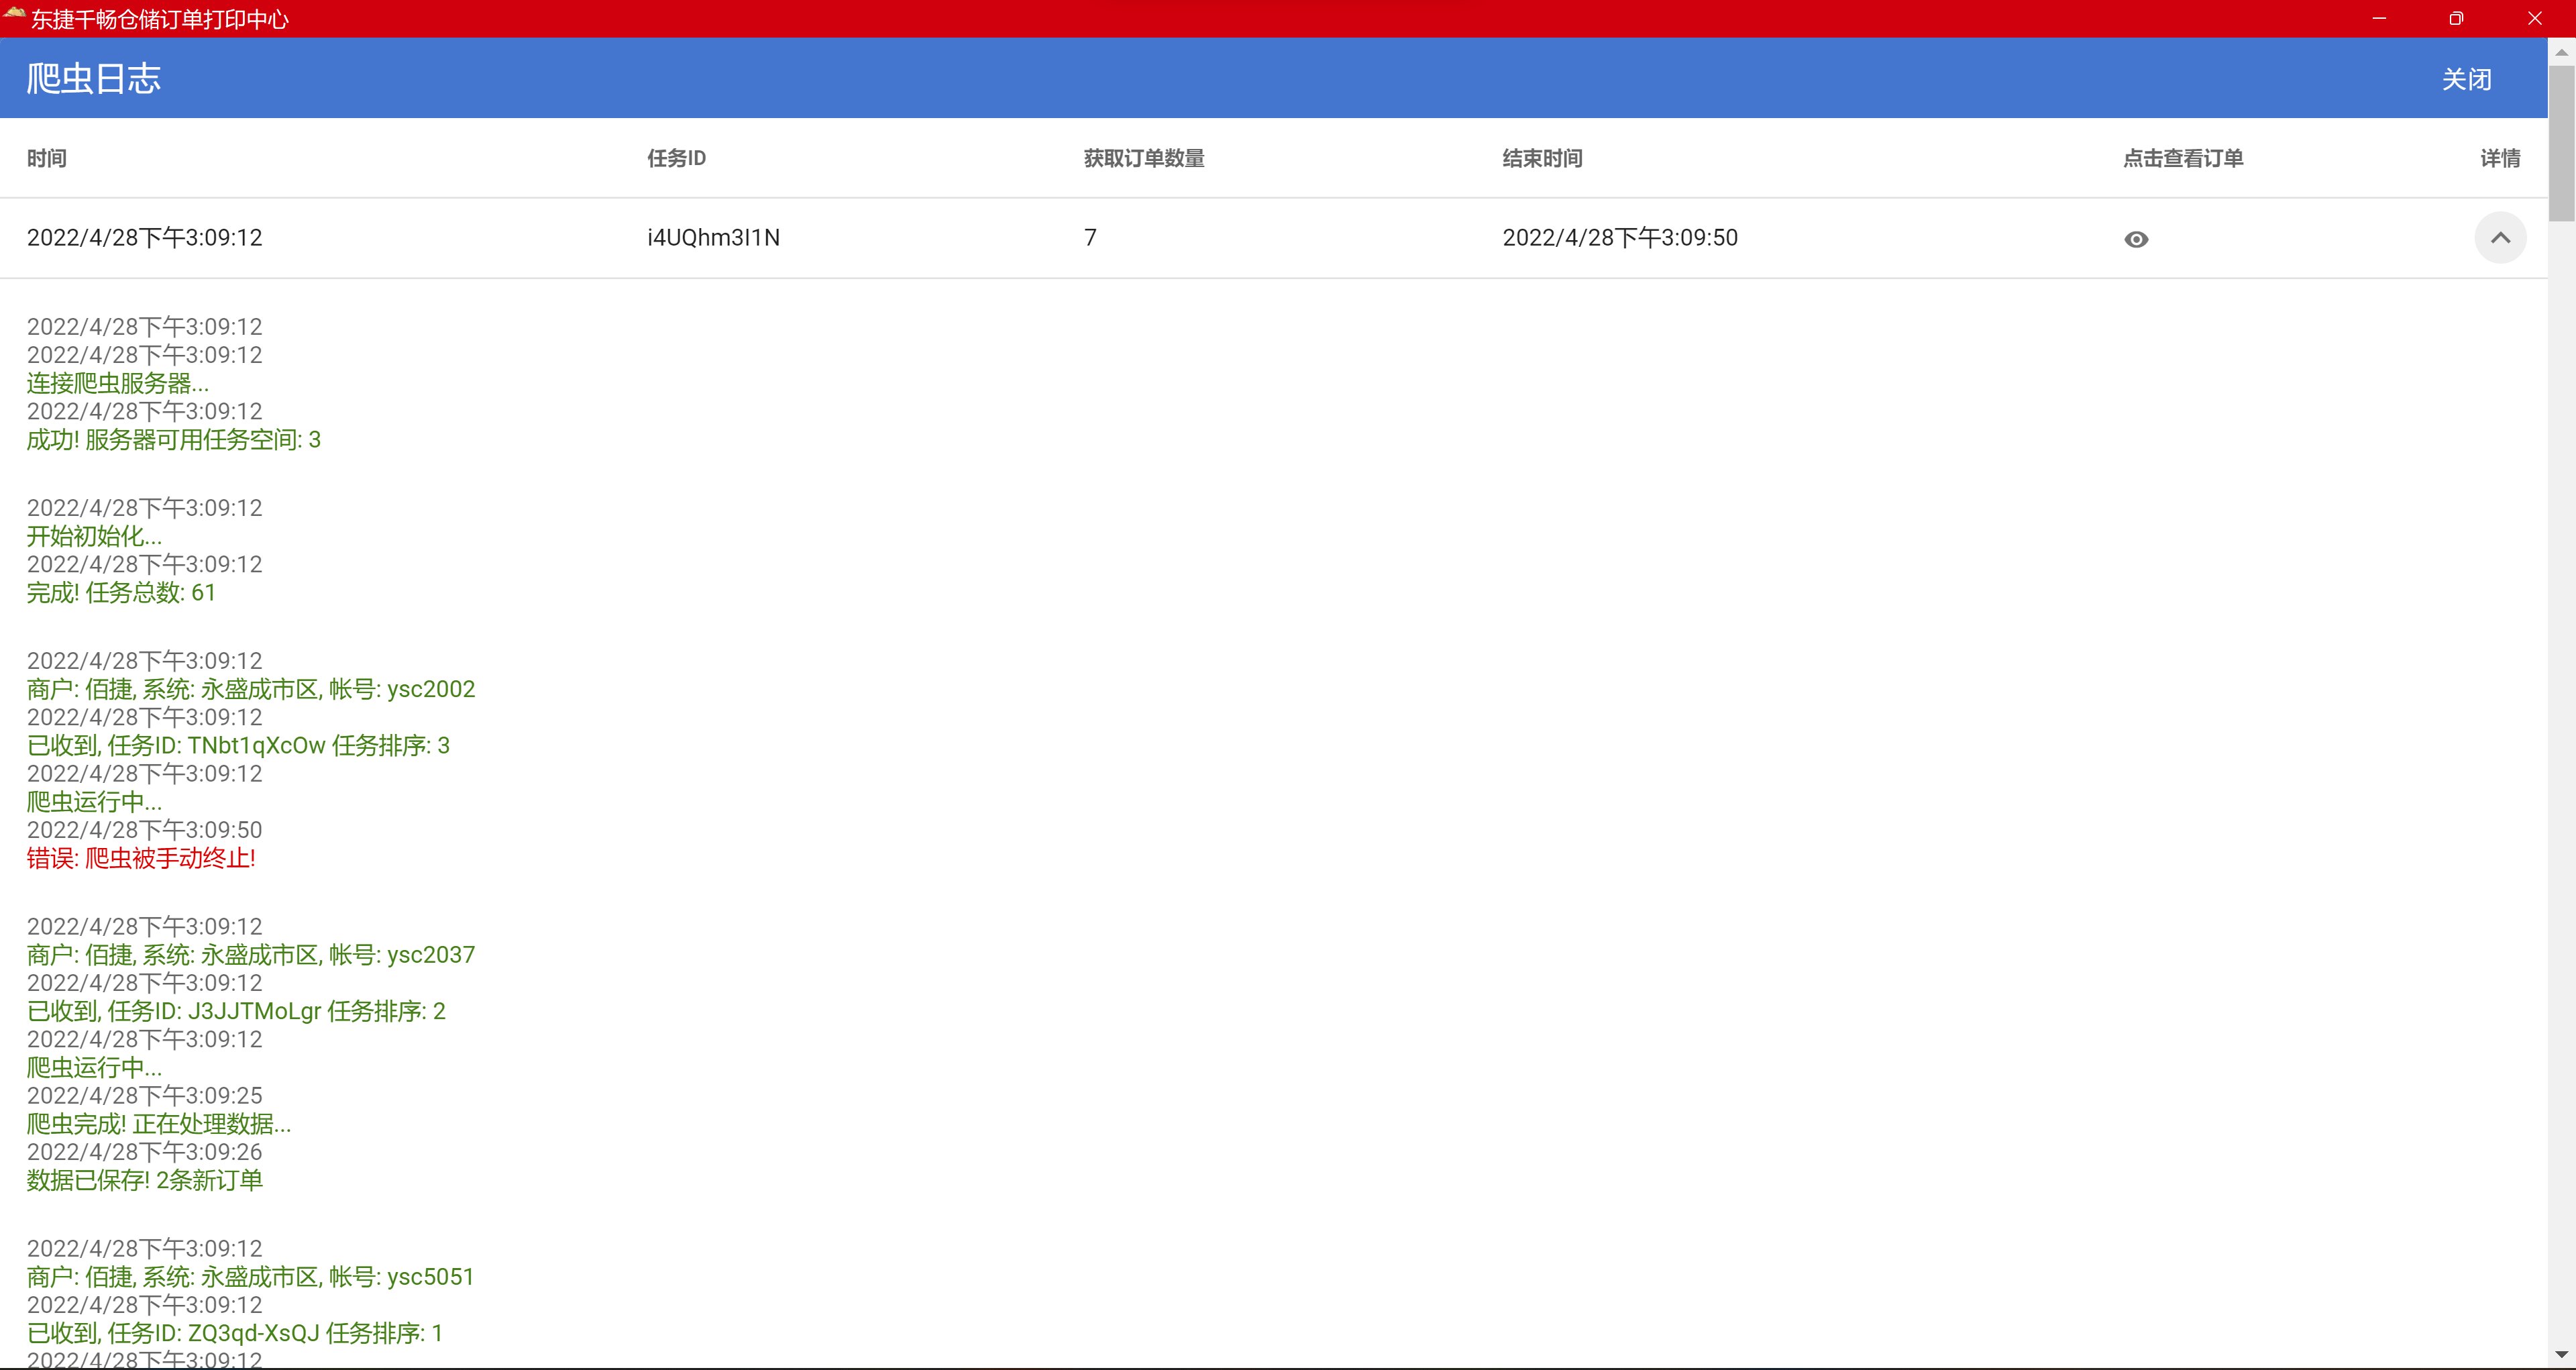 东捷千畅仓储订单打印中心
爬虫日志 关闭
时间 任务ID 获取订单数量 结束时间 点击查看订单 详情
2022/4/28下午3:09:12 i4UQhm3I1N 7 2022/4/28下午3:09:50
2022/4/28下午3:09:12
2022/4/28下午3:09:12
连接爬虫服务器...
2022/4/28下午3:09:12
成功! 服务器可用任务空间: 3
2022/4/28下午3:09:12
开始初始化...
2022/4/28下午3:09:12
完成! 任务总数: 61
2022/4/28下午3:09:12
商户: 佰捷, 系统: 永盛成市区, 帐号: ysc2002
2022/4/28下午3:09:12
已收到, 任务ID: TNbt1qXcOw 任务排序: 3
2022/4/28下午3:09:12
爬虫运行中...
2022/4/28下午3:09:50
错误: 爬虫被手动终止!
2022/4/28下午3:09:12
商户: 佰捷, 系统: 永盛成市区, 帐号: ysc2037
2022/4/28下午3:09:12
已收到, 任务ID: J3JJTMoLgr 任务排序: 2
2022/4/28下午3:09:12
爬虫运行中...
2022/4/28下午3:09:25
爬虫完成! 正在处理数据...
2022/4/28下午3:09:26
数据已保存! 2条新订单
2022/4/28下午3:09:12
商户: 佰捷, 系统: 永盛成市区, 帐号: ysc5051
2022/4/28下午3:09:12
已收到, 任务ID: ZQ3qd-XsQJ 任务排序: 1
2022/4/28下午3:09:12